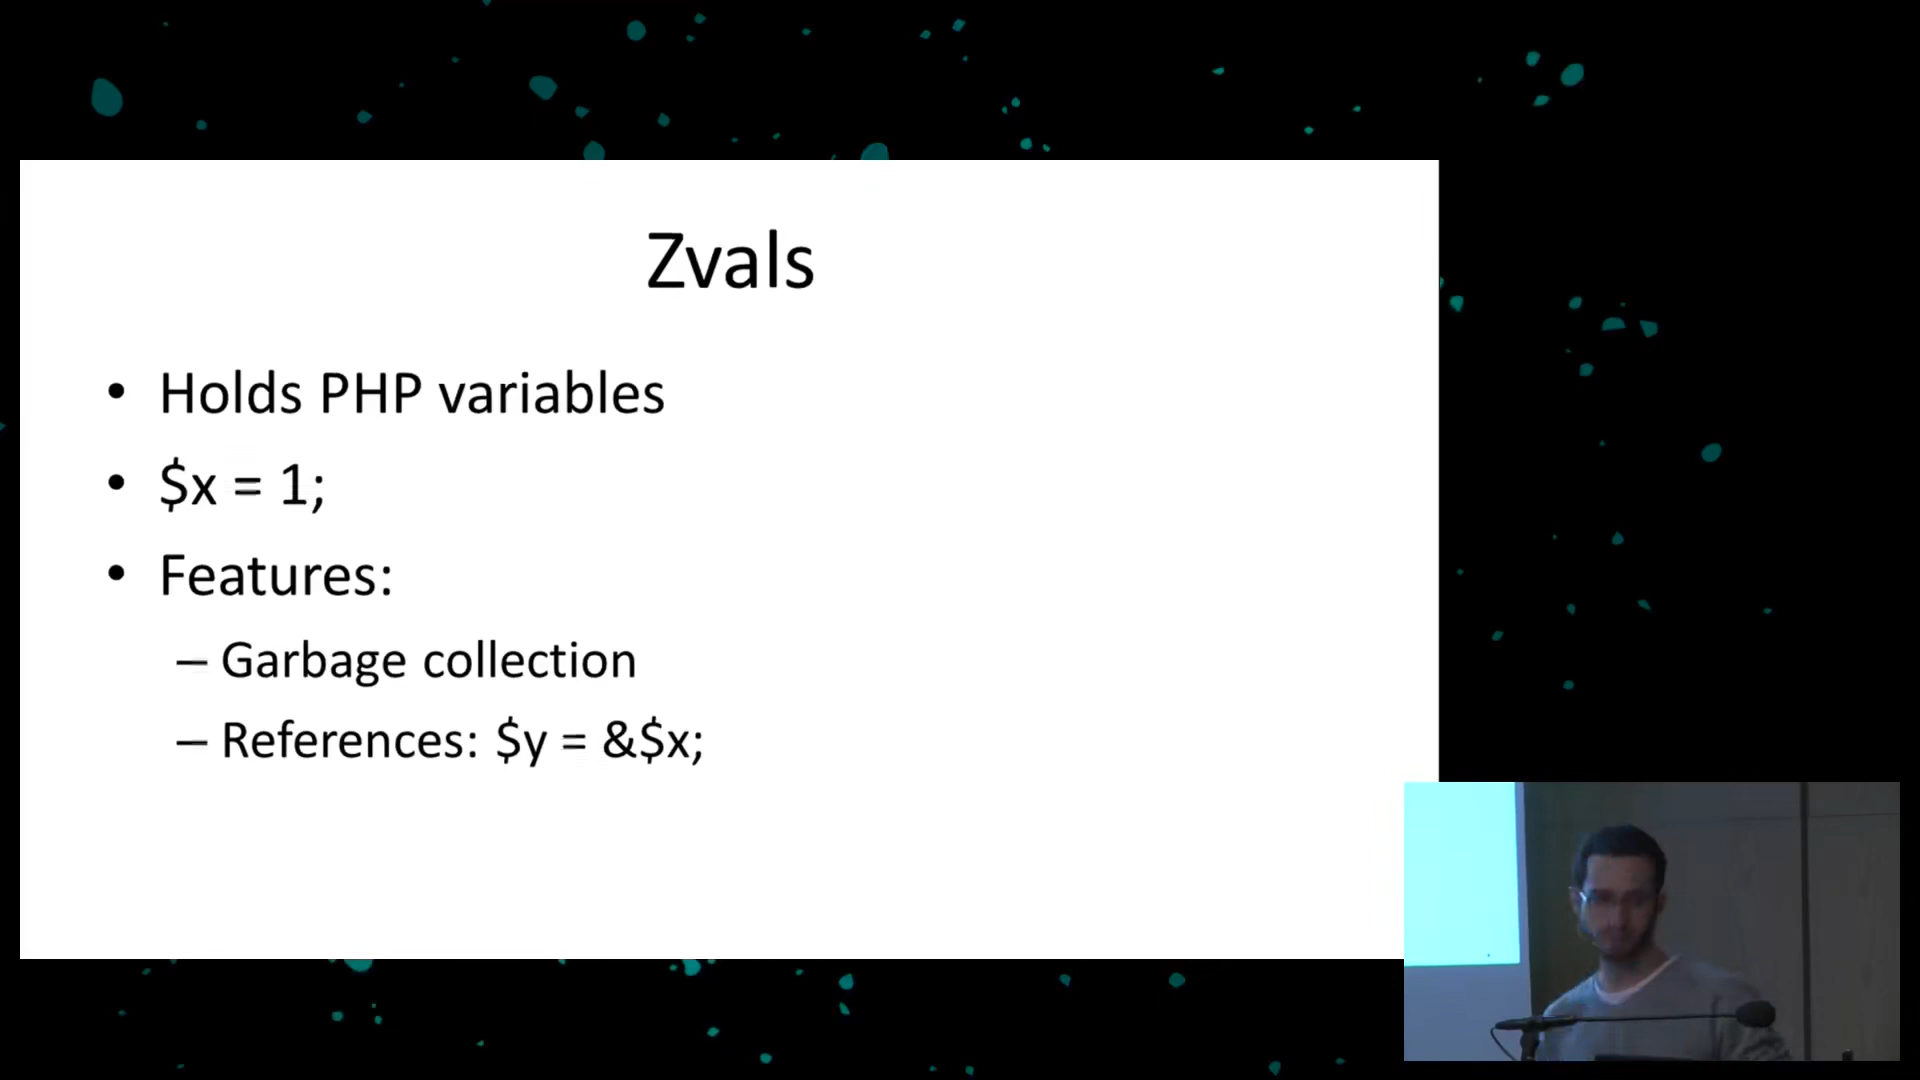 Zvals
• Holds PHP variables
• $x = 1;
• Features:
– Garbage collection
– References: $y = &$x;